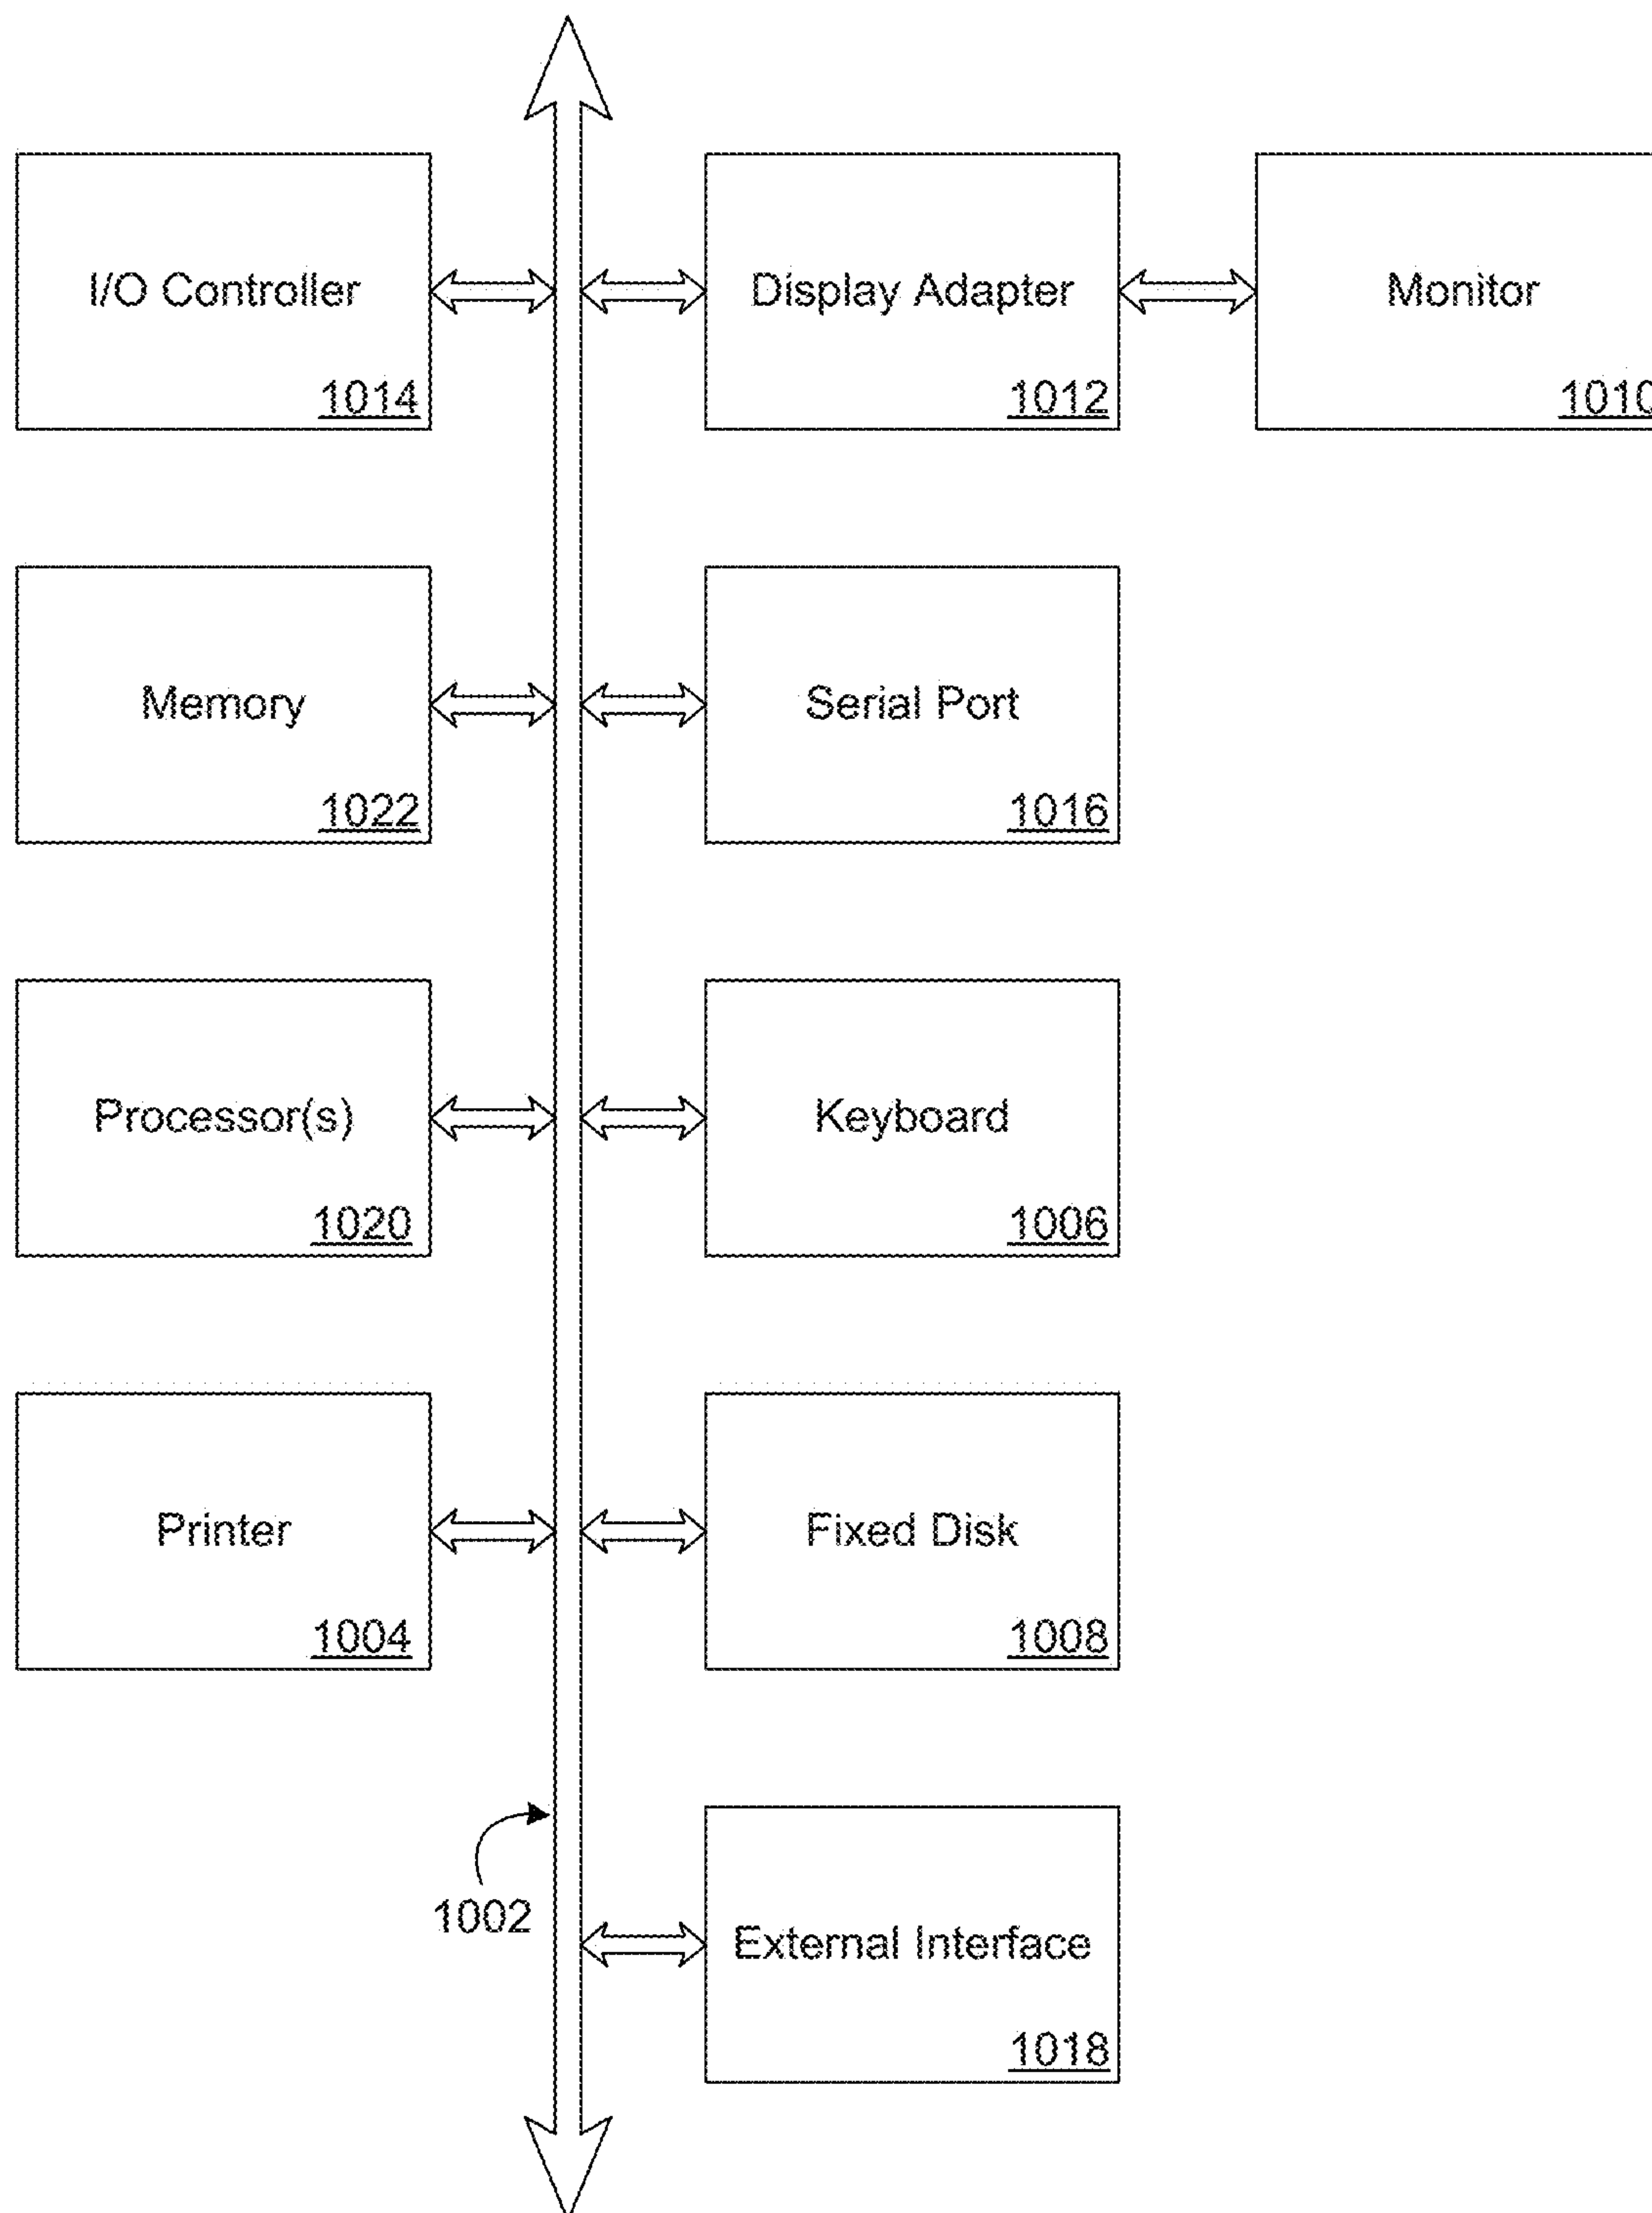 I/O Controller
1014
Display Adapter
1012
Monitor
1010
Memory
1022
Serial Port
1016
Processor(s)
1020
Keyboard
1006
Printer
1004
Fixed Disk
1008
1002
External Interface
1018